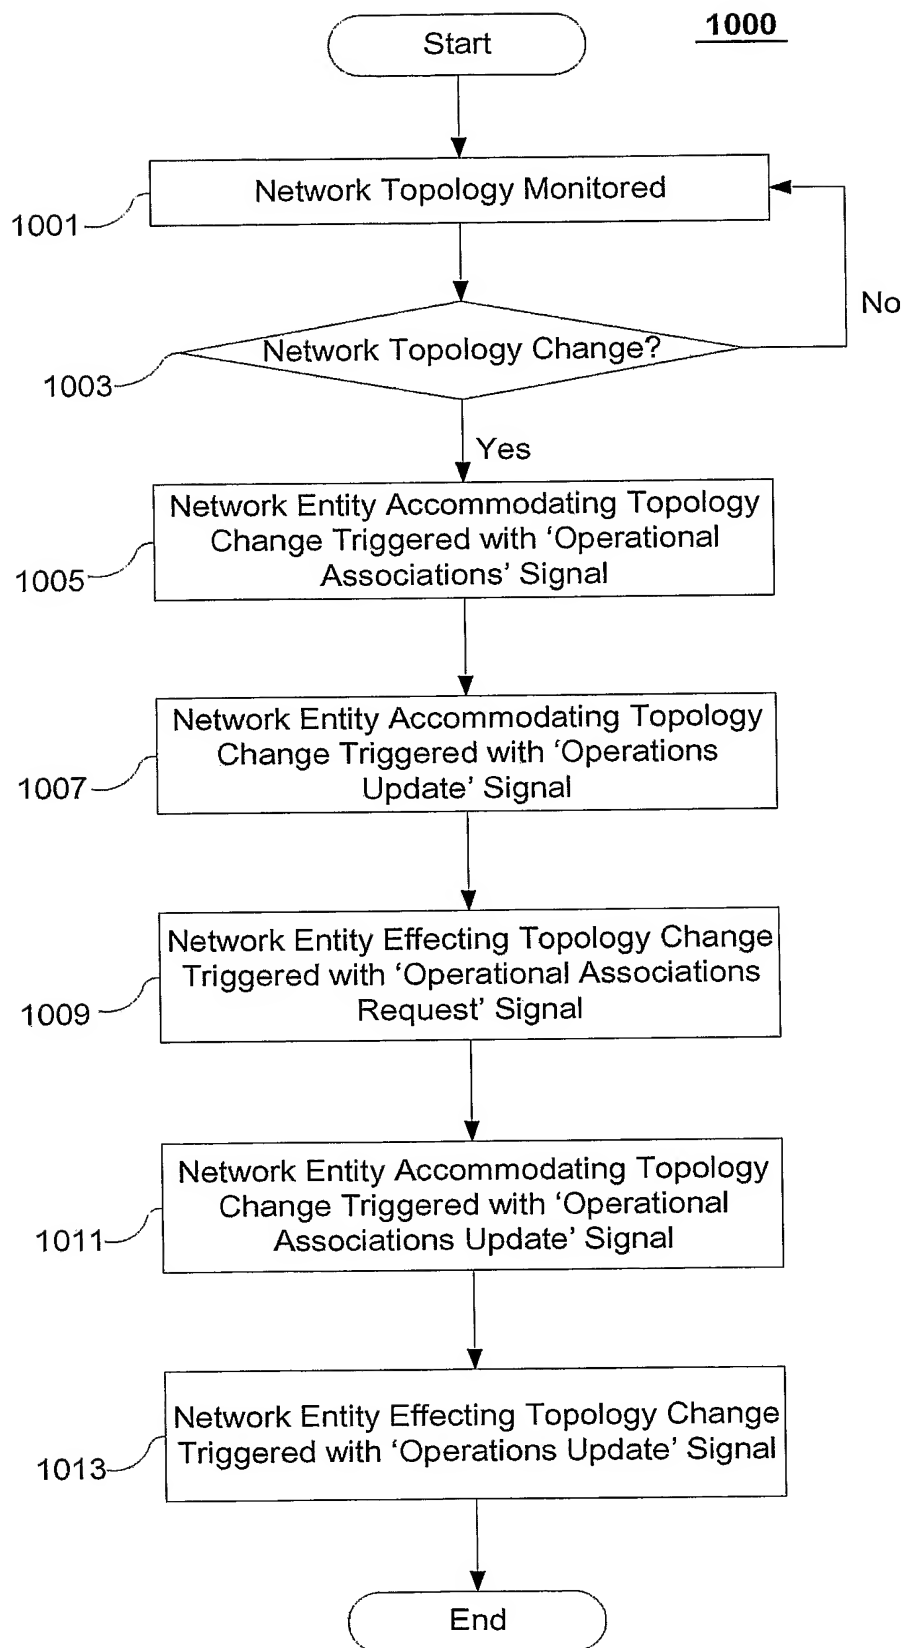 1000
Start
Network Topology Monitored
1001
No
Network Topology Change?
1003
Yes
Network Entity Accommodating Topology
Change Triggered with ‘Operational
Associations’ Signal
1005
Network Entity Accommodating Topology
Change Triggered with ‘Operations
Update’ Signal
1007
Network Entity Effecting Topology Change
Triggered with ‘Operational Associations
Request’ Signal
1009
Network Entity Accommodating Topology
Change Triggered with ‘Operational
Associations Update’ Signal
1011
Network Entity Effecting Topology Change
Triggered with ‘Operations Update’ Signal
1013
End